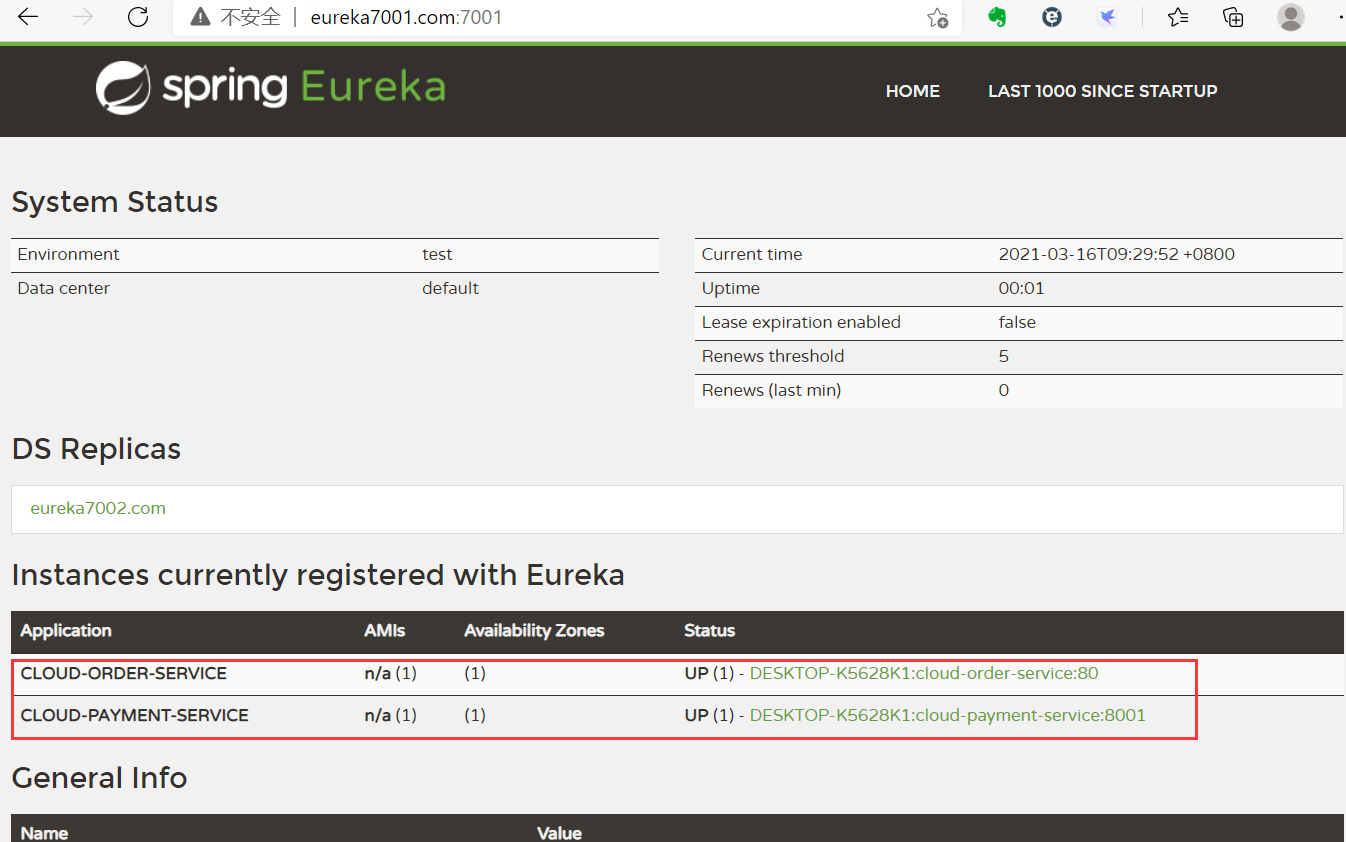 不安全 | eureka7001.com:7001
spring Eureka
HOME LAST 1000 SINCE STARTUP
System Status
Environment test
Data center default
Current time 2021-03-16T09:29:52 +0800
Uptime 00:01
Lease expiration enabled false
Renews threshold 5
Renews (last min) 0
DS Replicas
eureka7002.com
Instances currently registered with Eureka
Application AMIs Availability Zones Status
CLOUD-ORDER-SERVICE n/a (1) (1) UP (1) - DESKTOP-K5628K1:cloud-order-service:80
CLOUD-PAYMENT-SERVICE n/a (1) (1) UP (1) - DESKTOP-K5628K1:cloud-payment-service:8001
General Info
Name Value